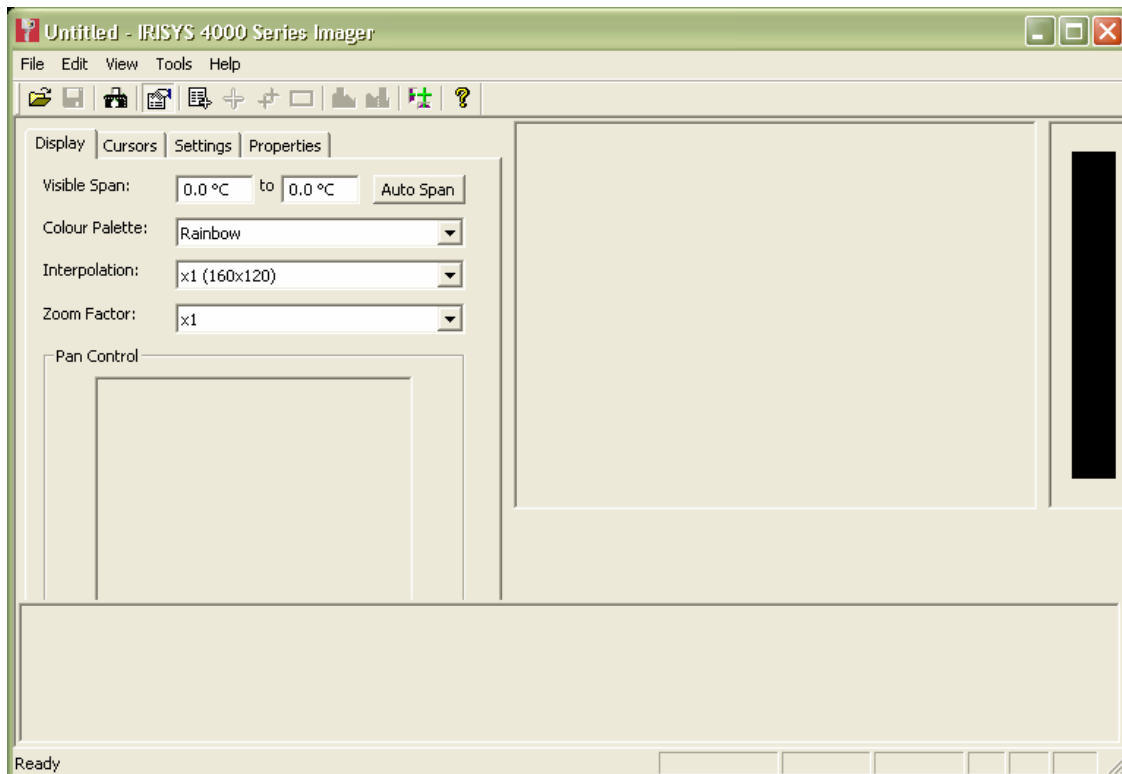 Untitled - IRISYS 4000 Series Imager
File Edit View Tools Help
Display Cursors Settings Properties
Visible Span: 0.0 °C to 0.0 °C Auto Span
Colour Palette: Rainbow
Interpolation: x1 (160x120)
Zoom Factor: x1
Pan Control
Ready